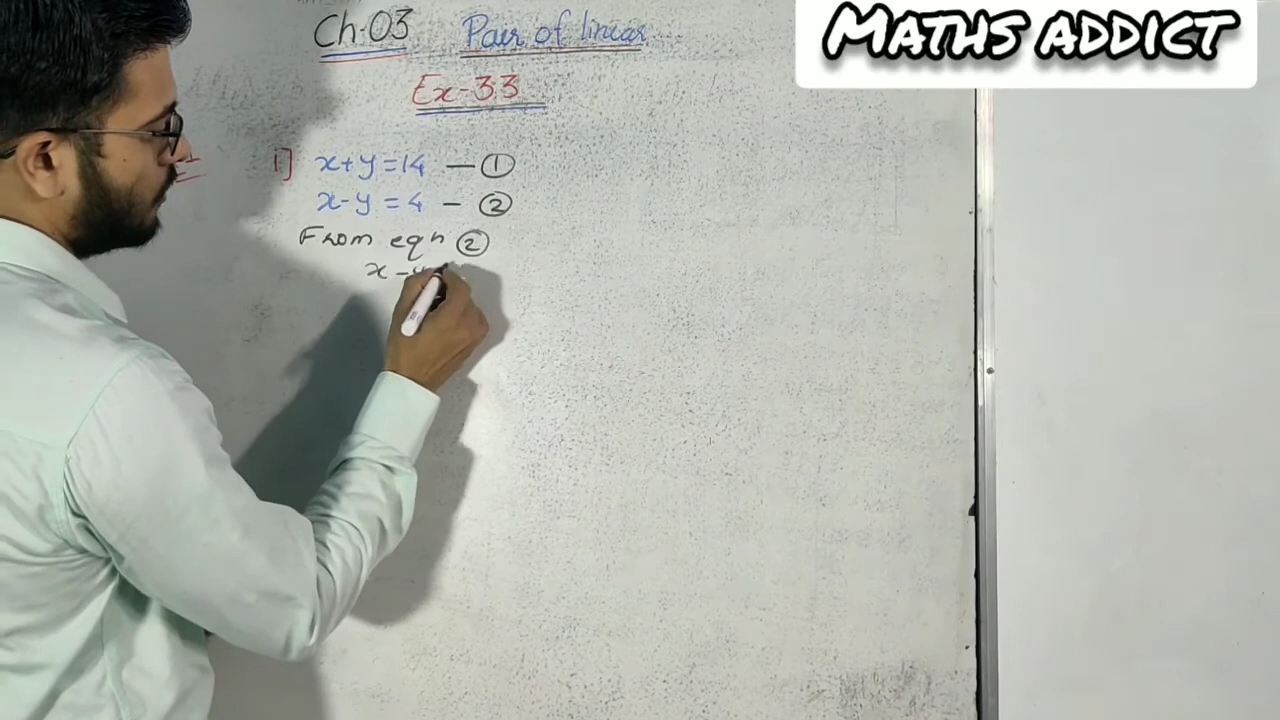 MATHS ADDICT
Ch.03 Pair of linear
Ex-3.3
1] x+y=14 — ①
x-y=4 — ②
From eqn ②
x-y